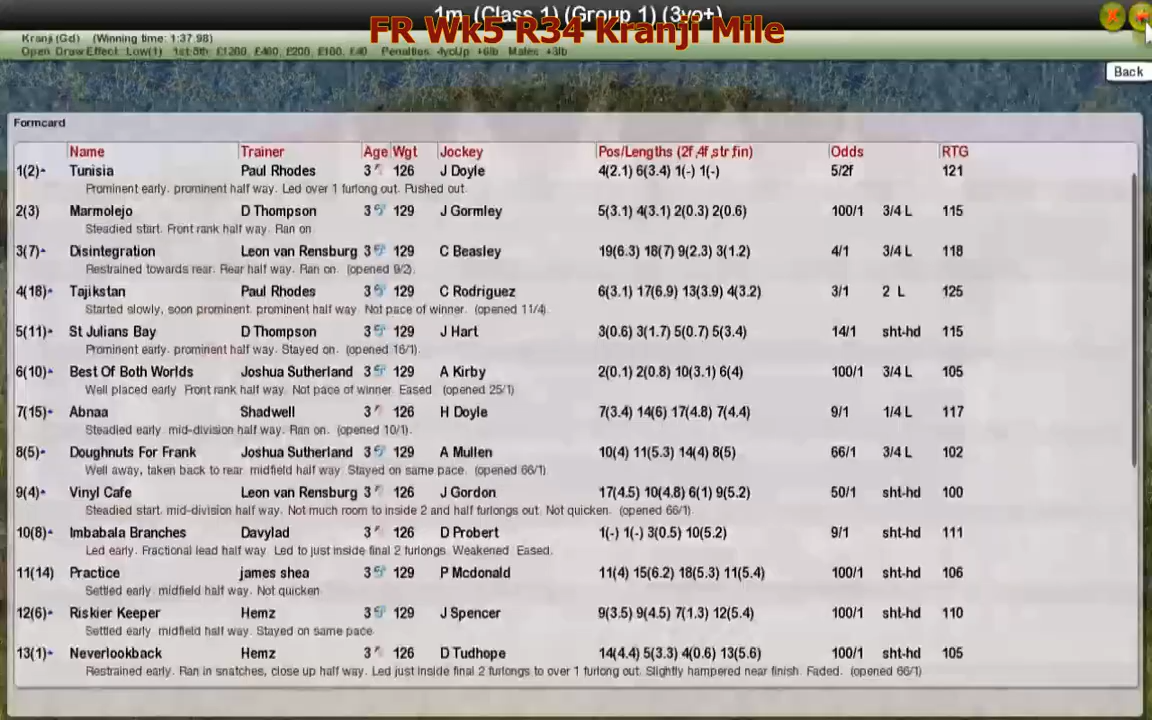 1m. (Class 1) (Group 1) (3yo+)
FR Wk5 R34 Kranji Mile
Kranji (Gd) (Winning time: 1:37.98)
Open Draw Effect: Low(1) 1st-5th: £1200, £400, £200, £100, £40 Penalties 4yoUp +6lb Males +3lb
Back
Formcard
Name Trainer Age Wgt Jockey Pos/Lengths (2f,4f,str,fin) Odds RTG
1(2) Tunisia Paul Rhodes 3 126 J Doyle 4(2.1) 6(3.4) 1(-) 1(-) 5/2f 121
Prominent early. prominent half way. Led over 1 furlong out. Pushed out.
2(3) Marmolejo D Thompson 3 129 J Gormley 5(3.1) 4(3.1) 2(0.3) 2(0.6) 100/1 3/4 L 115
Steadied start. Front rank half way. Ran on
3(7) Disintegration Leon van Rensburg 3 129 C Beasley 19(6.3) 18(7) 9(2.3) 3(1.2) 4/1 3/4 L 118
Restrained towards rear. Rear half way. Ran on. (opened 9/2).
4(18) Tajikstan Paul Rhodes 3 129 C Rodriguez 6(3.1) 17(6.9) 13(3.9) 4(3.2) 3/1 2 L 125
Started slowly, soon prominent. prominent half way. Not pace of winner. (opened 11/4).
5(11) St Julians Bay D Thompson 3 129 J Hart 3(0.6) 3(1.7) 5(0.7) 5(3.4) 14/1 sht-hd 115
Prominent early. prominent half way. Stayed on. (opened 16/1).
6(10) Best Of Both Worlds Joshua Sutherland 3 129 A Kirby 2(0.1) 2(0.8) 10(3.1) 6(4) 100/1 3/4 L 105
Well placed early Front rank half way. Not pace of winner. Eased (opened 25/1)
7(15) Abnaa Shadwell 3 126 H Doyle 7(3.4) 14(6) 17(4.8) 7(4.4) 9/1 1/4 L 117
Steadied early. mid-division half way. Ran on. (opened 10/1).
8(5) Doughnuts For Frank Joshua Sutherland 3 129 A Mullen 10(4) 11(5.3) 14(4) 8(5) 66/1 3/4 L 102
Well away, taken back to rear. midfield half way. Stayed on same pace. (opened 66/1)
9(4) Vinyl Cafe Leon van Rensburg 3 126 J Gordon 17(4.5) 10(4.8) 6(1) 9(5.2) 50/1 sht-hd 100
Steadied start. mid-division half way. Not much room to inside 2 and half furlongs out. Not quicken. (opened 66/1)
10(8) Imbabala Branches Davylad 3 126 D Probert 1(-) 1(-) 3(0.5) 10(5.2) 9/1 sht-hd 111
Led early. Fractional lead half way. Led to just inside final 2 furlongs. Weakened Eased.
11(14) Practice james shea 3 129 P Mcdonald 11(4) 15(6.2) 18(5.3) 11(5.4) 100/1 sht-hd 106
Settled early. midfield half way. Not quicken
12(6) Riskier Keeper Hemz 3 129 J Spencer 9(3.5) 9(4.5) 7(1.3) 12(5.4) 100/1 sht-hd 110
Settled early. midfield half way. Stayed on same pace
13(1) Neverlookback Hemz 3 126 D Tudhope 14(4.4) 5(3.3) 4(0.6) 13(5.6) 100/1 sht-hd 105
Restrained early. Ran in snatches, close up half way. Led just inside final 2 furlongs to over 1 furlong out. Slightly hampered near finish. Faded. (opened 66/1)